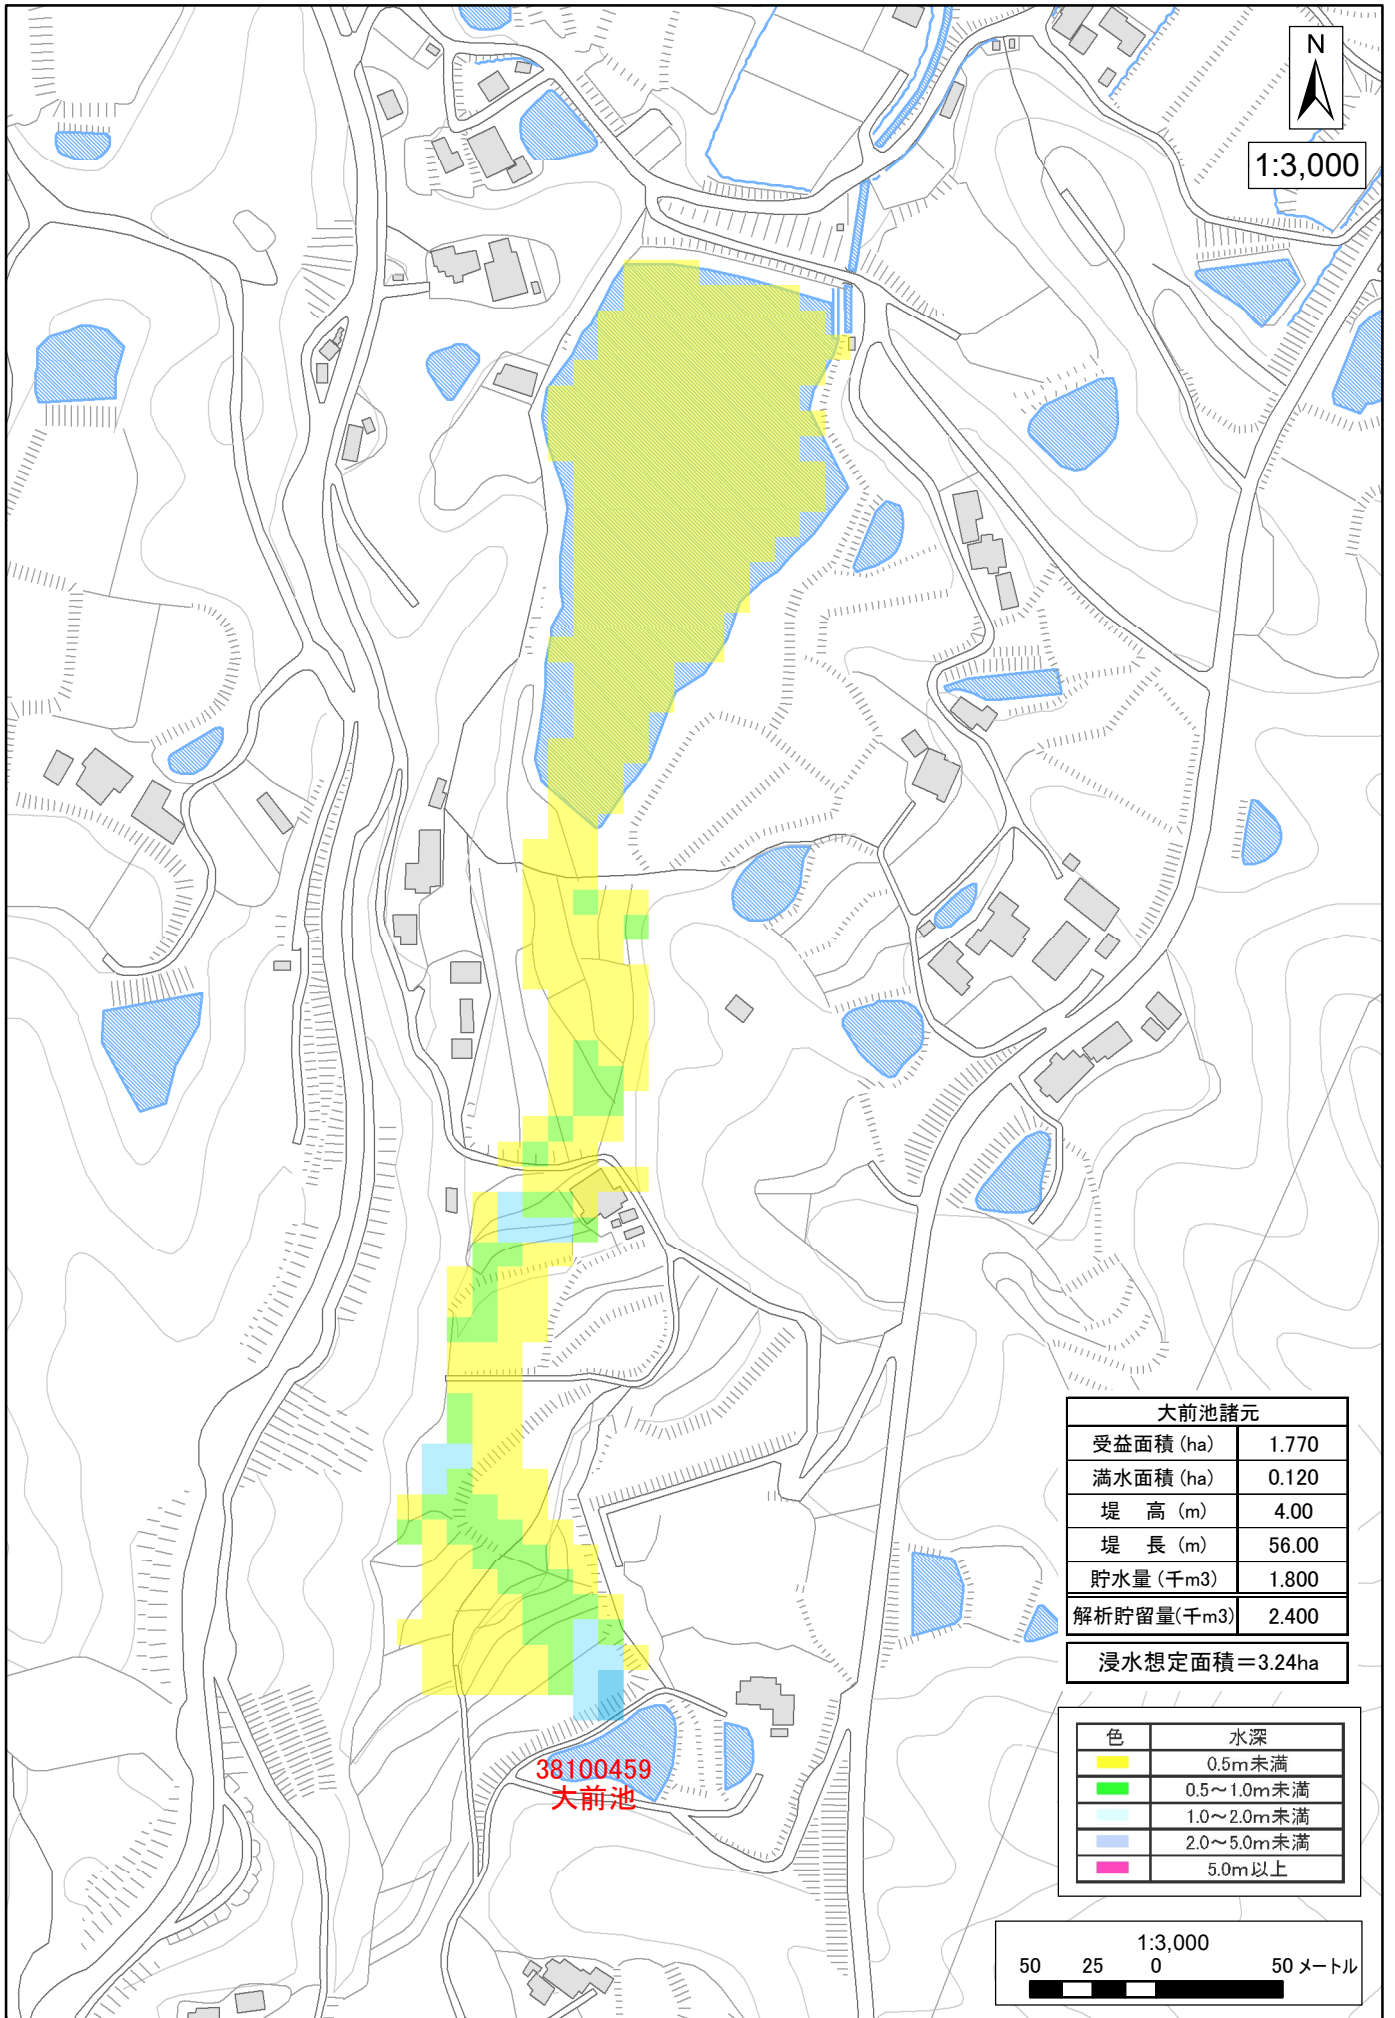 N
1:3,000
大前池諸元
受益面積 (ha) 1.770
満水面積 (ha) 0.120
堤 高 (m) 4.00
堤 長 (m) 56.00
貯水量 (千m3) 1.800
解析貯留量(千m3) 2.400
浸水想定面積＝3.24ha
色 水深
0.5m未満
0.5～1.0m未満
1.0～2.0m未満
2.0～5.0m未満
5.0m以上
38100459
大前池
1:3,000
50 25 0 50 メートル